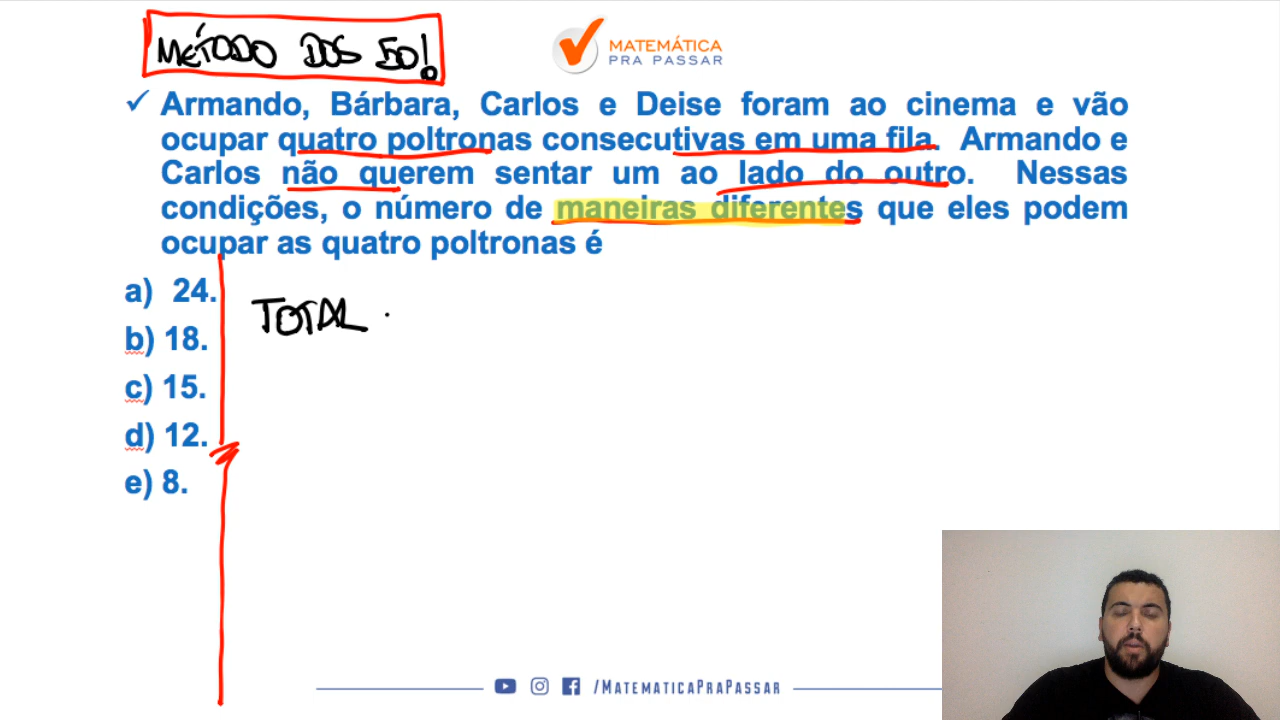 MÉTODO DOS 50!
MATEMÁTICA
PRA PASSAR
✓ Armando, Bárbara, Carlos e Deise foram ao cinema e vão
ocupar quatro poltronas consecutivas em uma fila. Armando e
Carlos não querem sentar um ao lado do outro. Nessas
condições, o número de maneiras diferentes que eles podem
ocupar as quatro poltronas é
a) 24.
b) 18.
c) 15.
d) 12.
e) 8.
TOTAL
/MatematicaPraPassar